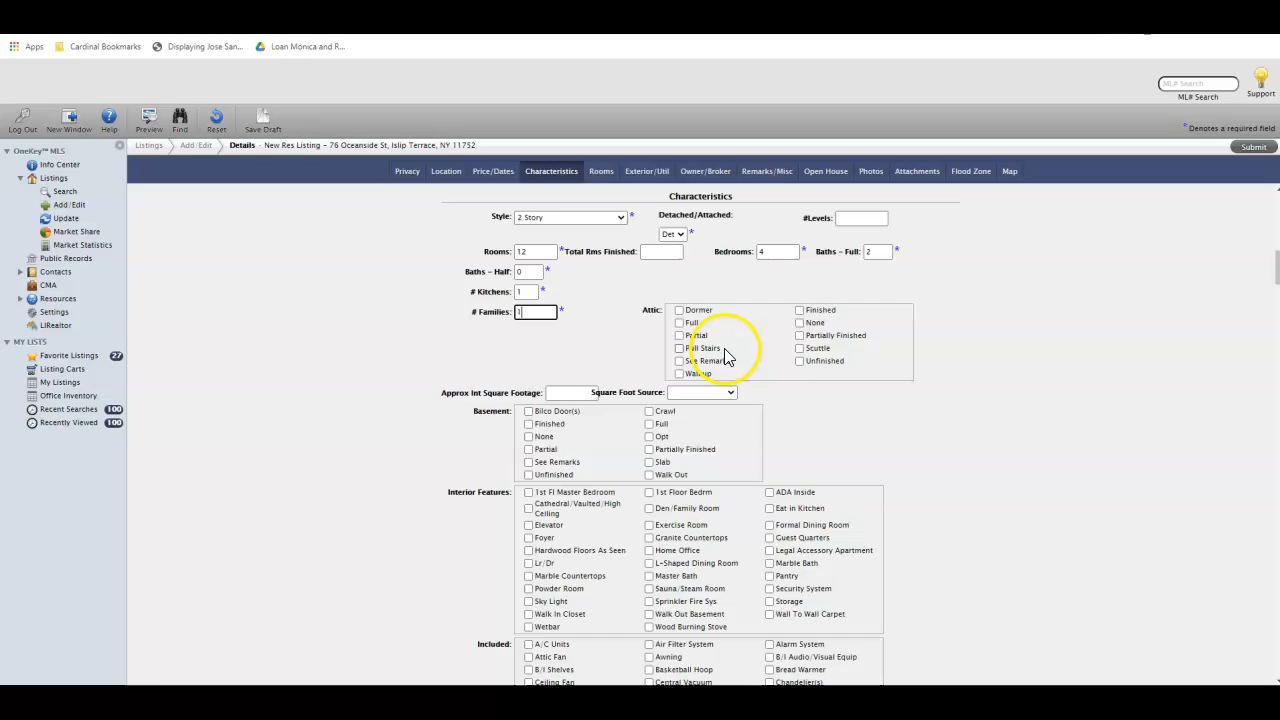 Apps Cardinal Bookmarks Displaying Jose San... Loan Monica and R...
ML# Search
ML# Search
Support
Log Out New Window Help Preview Find Reset Save Draft
* Denotes a required field
OneKey™ MLS
Listings Add/Edit Details - New Res Listing - 76 Oceanside St, Islip Terrace, NY 11752
Submit
Info Center
Listings
Search
Add/Edit
Update
Market Share
Market Statistics
Public Records
Contacts
CMA
Resources
Settings
LIRealtor
MY LISTS
Favorite Listings 27
Listing Carts
My Listings
Office Inventory
Recent Searches 100
Recently Viewed 100
Privacy Location Price/Dates Characteristics Rooms Exterior/Util Owner/Broker Remarks/Misc Open House Photos Attachments Flood Zone Map
Characteristics
Style: 2 Story * Detached/Attached: #Levels:
Det *
Rooms: 12 * Total Rms Finished: Bedrooms: 4 * Baths - Full: 2 *
Baths - Half: 0 *
# Kitchens: 1 *
# Families: 1 * Attic: Dormer Finished
Full None
Partial Partially Finished
Pull Stairs Scuttle
See Remarks Unfinished
Walkup
Approx Int Square Footage: Square Foot Source:
Basement: Bilco Door(s) Crawl
Finished Full
None Opt
Partial Partially Finished
See Remarks Slab
Unfinished Walk Out
Interior Features: 1st Fl Master Bedroom 1st Floor Bedrm ADA Inside
Cathedral/Vaulted/High Ceiling Den/Family Room Eat in Kitchen
Elevator Exercise Room Formal Dining Room
Foyer Granite Countertops Guest Quarters
Hardwood Floors As Seen Home Office Legal Accessory Apartment
Lr/Dr L-Shaped Dining Room Marble Bath
Marble Countertops Master Bath Pantry
Powder Room Sauna/Steam Room Security System
Sky Light Sprinkler Fire Sys Storage
Walk In Closet Walk Out Basement Wall To Wall Carpet
Wetbar Wood Burning Stove
Included: A/C Units Air Filter System Alarm System
Attic Fan Awning B/I Audio/Visual Equip
B/I Shelves Basketball Hoop Bread Warmer
Ceiling Fan Central Vacuum Chandelier(s)